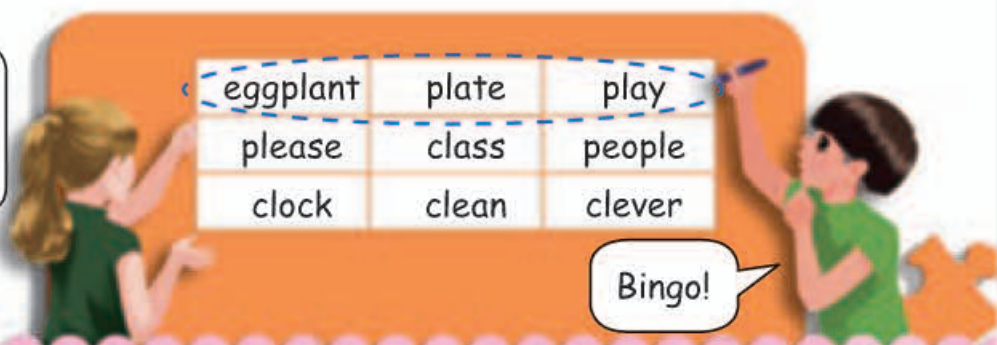 eggplant plate play
please class people
clock clean clever
Bingo!